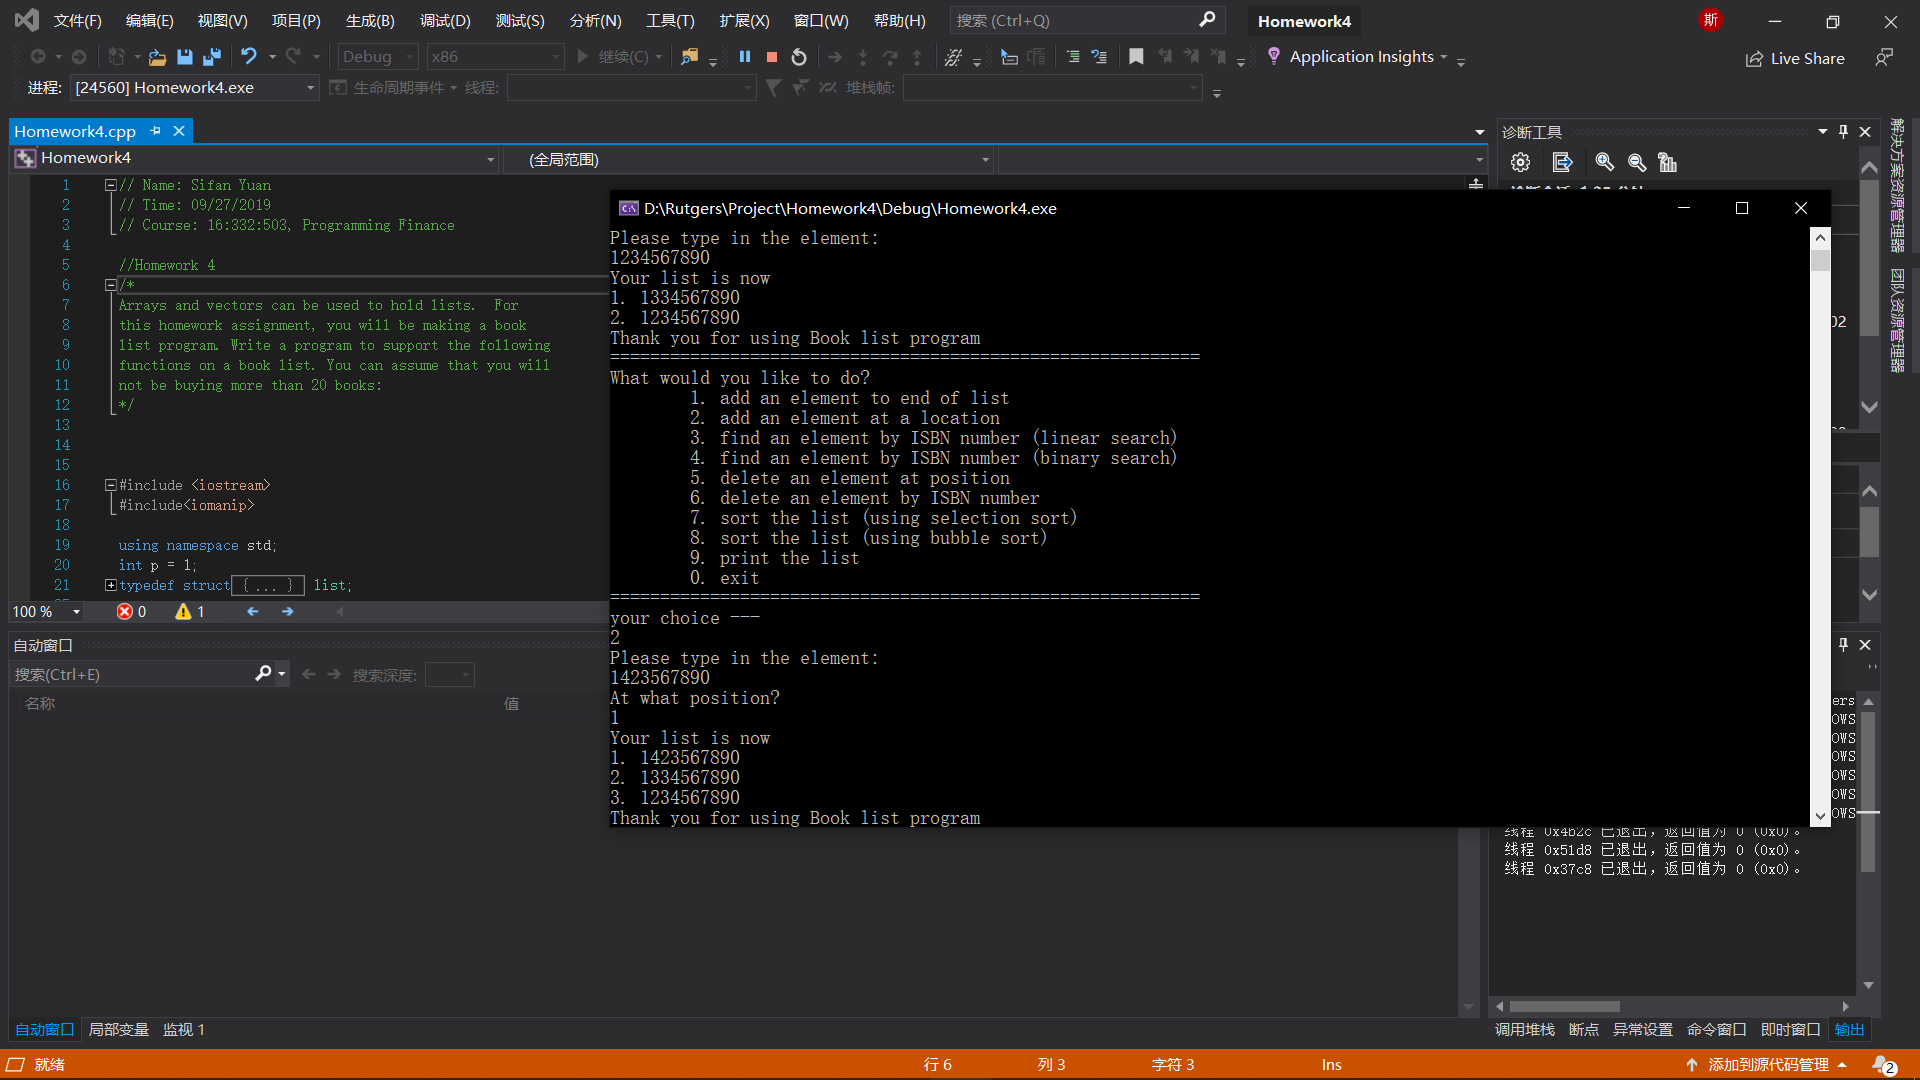 文件(F) 编辑(E) 视图(V) 项目(P) 生成(B) 调试(D) 测试(S) 分析(N) 工具(T) 扩展(X) 窗口(W) 帮助(H) 搜索 (Ctrl+Q) Homework4 斯
Debug x86 继续(C) Application Insights Live Share
进程: [24560] Homework4.exe 生命周期事件 线程: 堆栈帧:
Homework4.cpp
Homework4 (全局范围)
1 // Name: Sifan Yuan
2 // Time: 09/27/2019
3 // Course: 16:332:503, Programming Finance
4
5 //Homework 4
6 /*
7 Arrays and vectors can be used to hold lists.  For
8 this homework assignment, you will be making a book
9 list program. Write a program to support the following
10 functions on a book list. You can assume that you will
11 not be buying more than 20 books:
12 */
13
14
15
16 #include <iostream>
17 #include<iomanip>
18
19 using namespace std;
20 int p = 1;
21 typedef struct { ... } list;
100 % 0 1
自动窗口
搜索(Ctrl+E) 搜索深度:
名称 值
自动窗口 局部变量 监视 1
D:\Rutgers\Project\Homework4\Debug\Homework4.exe
Please type in the element:
1234567890
Your list is now
1. 1334567890
2. 1234567890
Thank you for using Book list program
===========================================================
What would you like to do?
1. add an element to end of list
2. add an element at a location
3. find an element by ISBN number (linear search)
4. find an element by ISBN number (binary search)
5. delete an element at position
6. delete an element by ISBN number
7. sort the list (using selection sort)
8. sort the list (using bubble sort)
9. print the list
0. exit
===========================================================
your choice ---
2
Please type in the element:
1423567890
At what position?
1
Your list is now
1. 1423567890
2. 1334567890
3. 1234567890
Thank you for using Book list program
诊断工具
02
ers
OWS
OWS
OWS
OWS
OWS
OWS
线程 0x4b2c 已退出，返回值为 0 (0x0)。
线程 0x51d8 已退出，返回值为 0 (0x0)。
线程 0x37c8 已退出，返回值为 0 (0x0)。
调用堆栈 断点 异常设置 命令窗口 即时窗口 输出
解决方案资源管理器
团队资源管理器
就绪 行 6 列 3 字符 3 Ins 添加到源代码管理 2